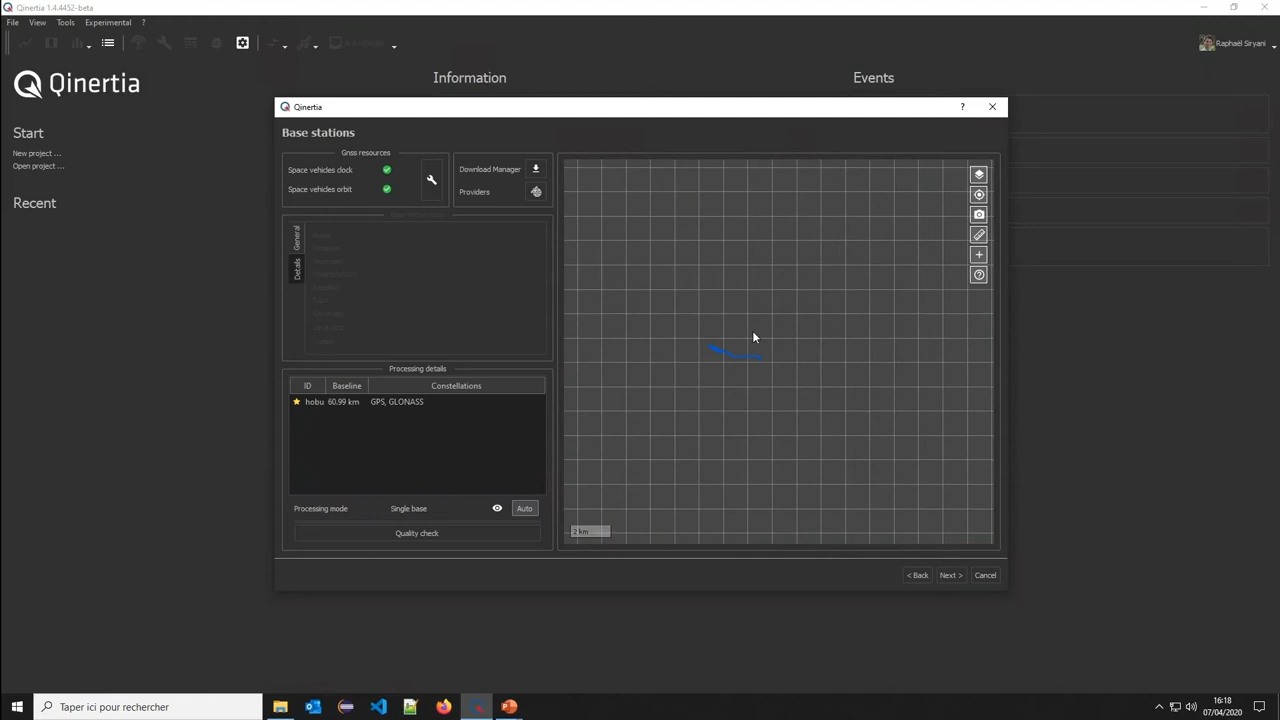 Qinertia 1.4.4452-beta
File View Tools Experimental ?
Raphaël Siryani
Qinertia
Information
Events
Start
New project ...
Open project ...
Recent
Qinertia
?
Base stations
Gnss resources
Space vehicles clock
Space vehicles orbit
Download Manager
Providers
General
Details
Processing details
ID Baseline Constellations
hobu 60.99 km GPS, GLONASS
Processing mode Single base Auto
Quality check
2 km
< Back Next > Cancel
Taper ici pour rechercher
16:18
07/04/2020